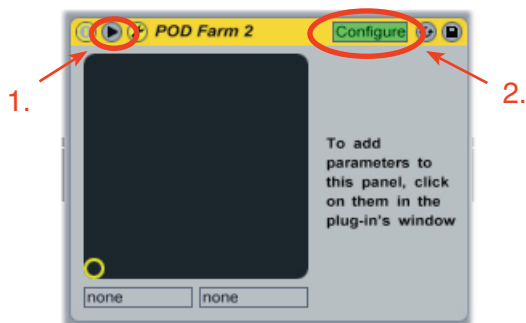 POD Farm 2
Configure
1.
2.
To add
parameters to
this panel, click
on them in the
plug-in's window
none
none